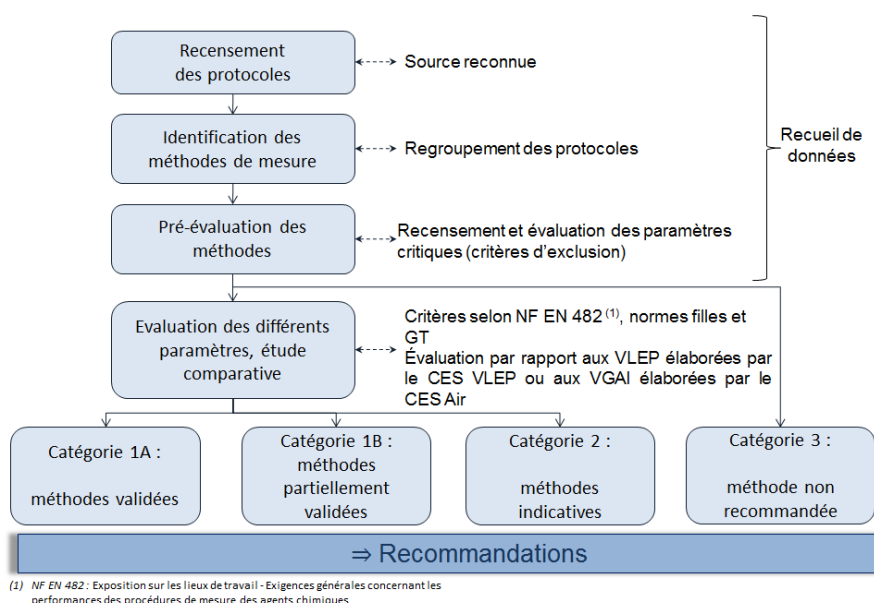 Recensement
des protocoles
Source reconnue
Identification des
méthodes de mesure
Regroupement des protocoles
Recueil de
données
Pré-évaluation des
méthodes
Recensement et évaluation des paramètres
critiques (critères d'exclusion)
Evaluation des différents
paramètres, étude
comparative
Critères selon NF EN 482 (1), normes filles et
GT
Évaluation par rapport aux VLEP élaborées par
le CES VLEP ou aux VGAI élaborées par le
CES Air
Catégorie 1A :
méthodes validées
Catégorie 1B :
méthodes
partiellement
validées
Catégorie 2 :
méthodes
indicatives
Catégorie 3 :
méthode non
recommandée
⇒ Recommandations
(1) NF EN 482 : Exposition sur les lieux de travail - Exigences générales concernant les
performances des procédures de mesure des agents chimiques